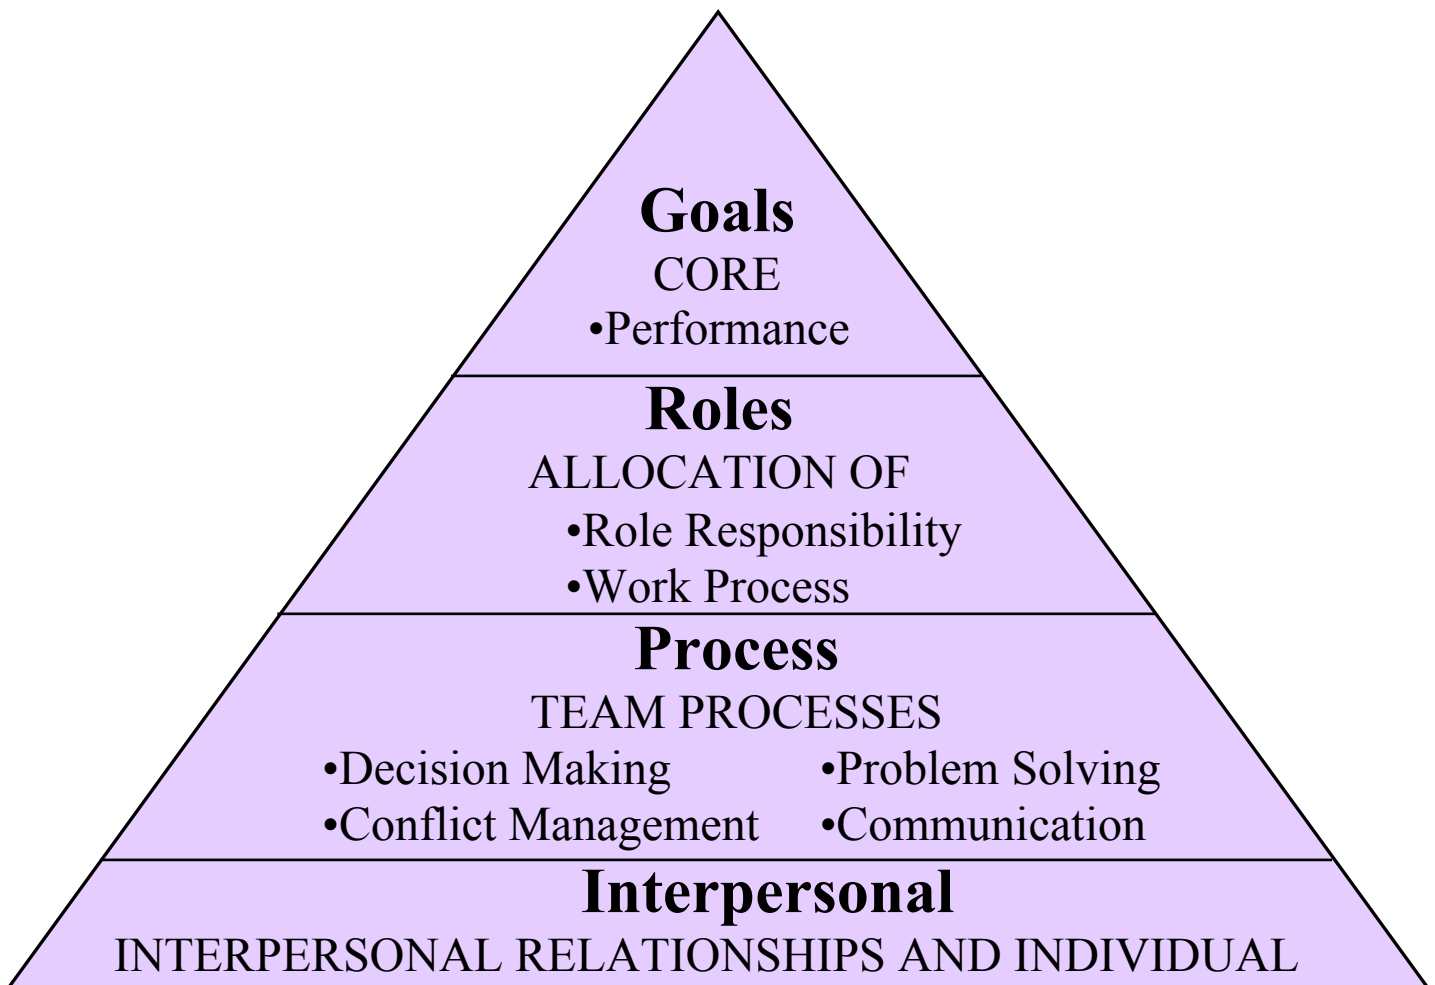 Goals
CORE
•Performance
Roles
ALLOCATION OF
•Role Responsibility
•Work Process
Process
TEAM PROCESSES
•Decision Making •Problem Solving
•Conflict Management •Communication
Interpersonal
INTERPERSONAL RELATIONSHIPS AND INDIVIDUAL